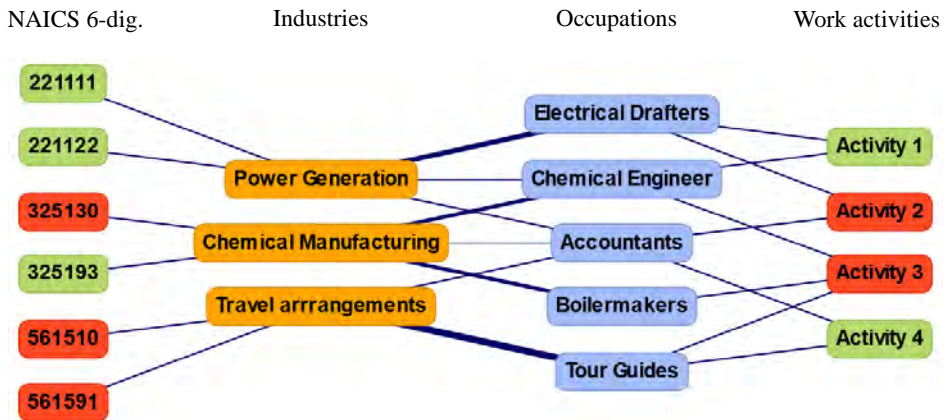 NAICS 6-dig.
Industries
Occupations
Work activities
221111
221122
325130
325193
561510
561591
Power Generation
Chemical Manufacturing
Travel arrrangements
Electrical Drafters
Chemical Engineer
Accountants
Boilermakers
Tour Guides
Activity 1
Activity 2
Activity 3
Activity 4